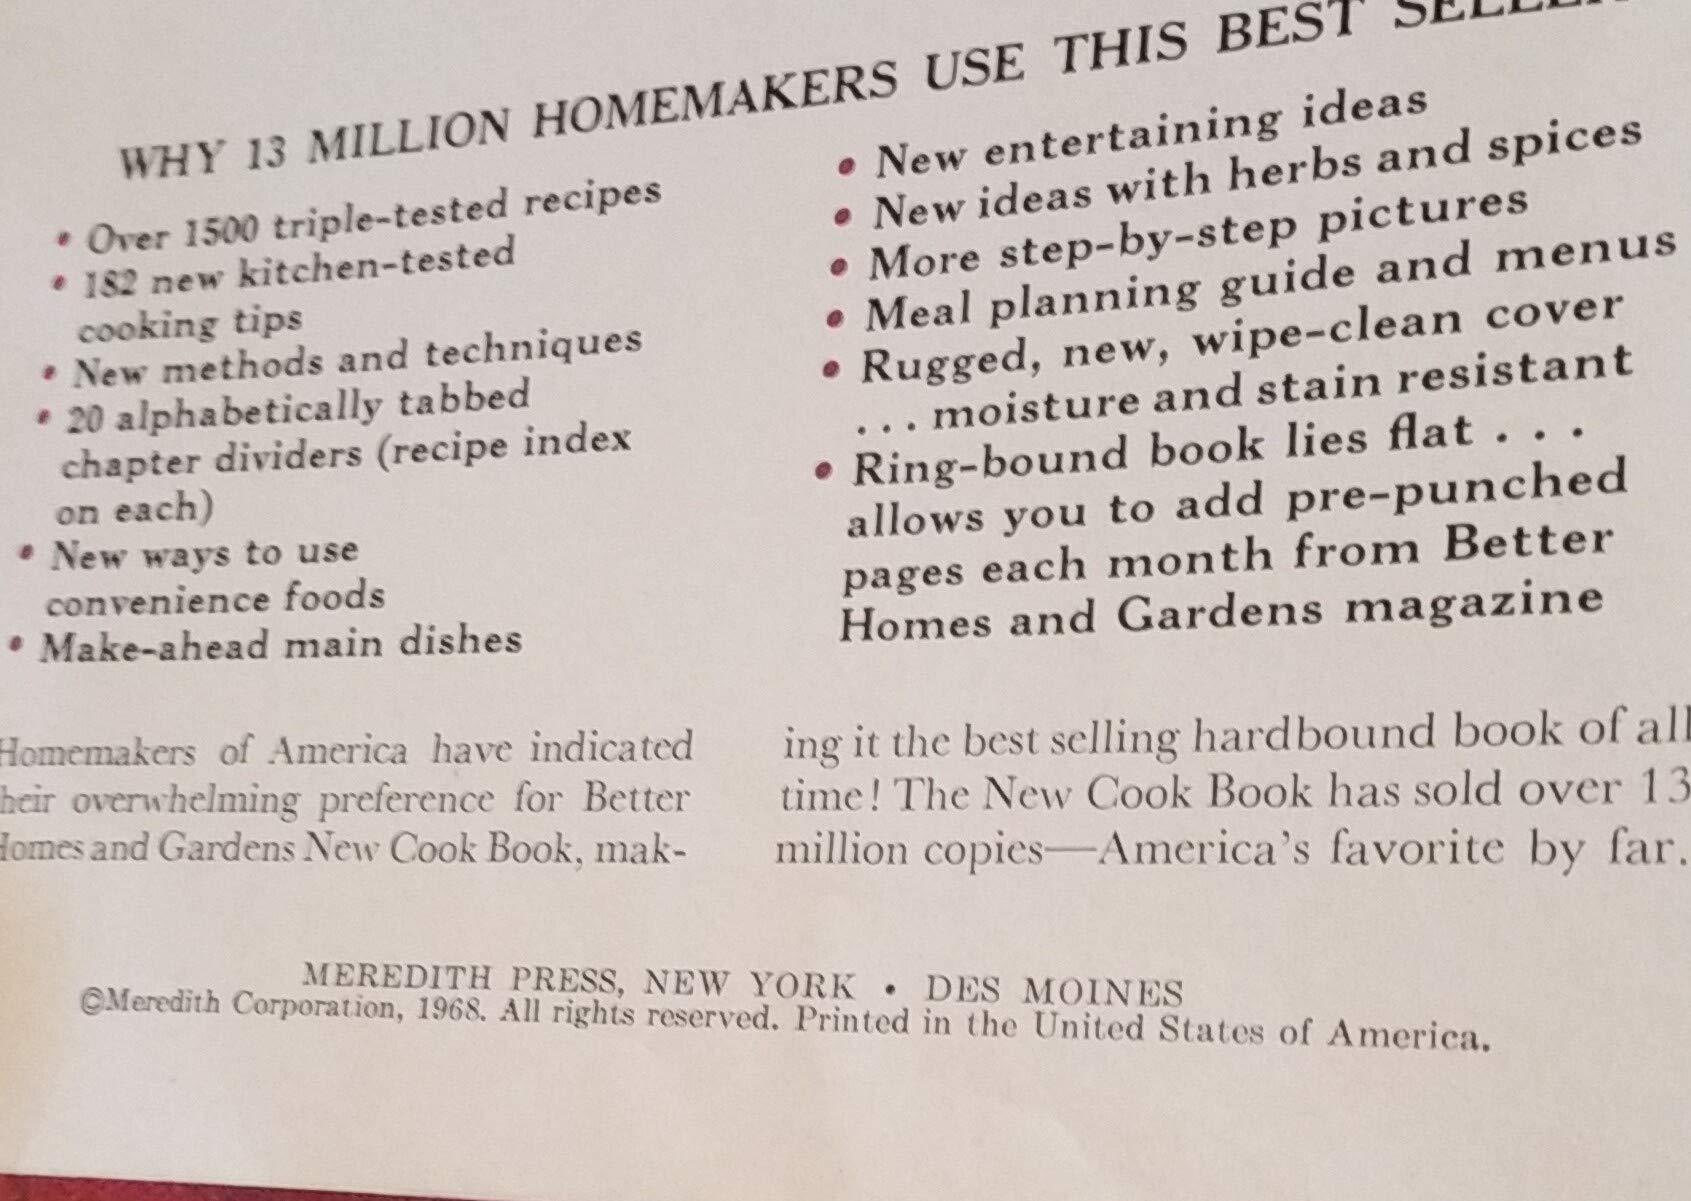 WHY 13 MILLION HOMEMAKERS USE THIS BEST SELLER
• Over 1500 triple-tested recipes
• 182 new kitchen-tested
cooking tips
• New methods and techniques
• 20 alphabetically tabbed
chapter dividers (recipe index
on each)
• New ways to use
convenience foods
• Make-ahead main dishes
• New entertaining ideas
• New ideas with herbs and spices
• More step-by-step pictures
• Meal planning guide and menus
• Rugged, new, wipe-clean cover
. . . moisture and stain resistant
• Ring-bound book lies flat . . .
allows you to add pre-punched
pages each month from Better
Homes and Gardens magazine
Homemakers of America have indicated
their overwhelming preference for Better
Homes and Gardens New Cook Book, mak-
ing it the best selling hardbound book of all
time! The New Cook Book has sold over 13
million copies—America's favorite by far.
MEREDITH PRESS, NEW YORK • DES MOINES
©Meredith Corporation, 1968. All rights reserved. Printed in the United States of America.